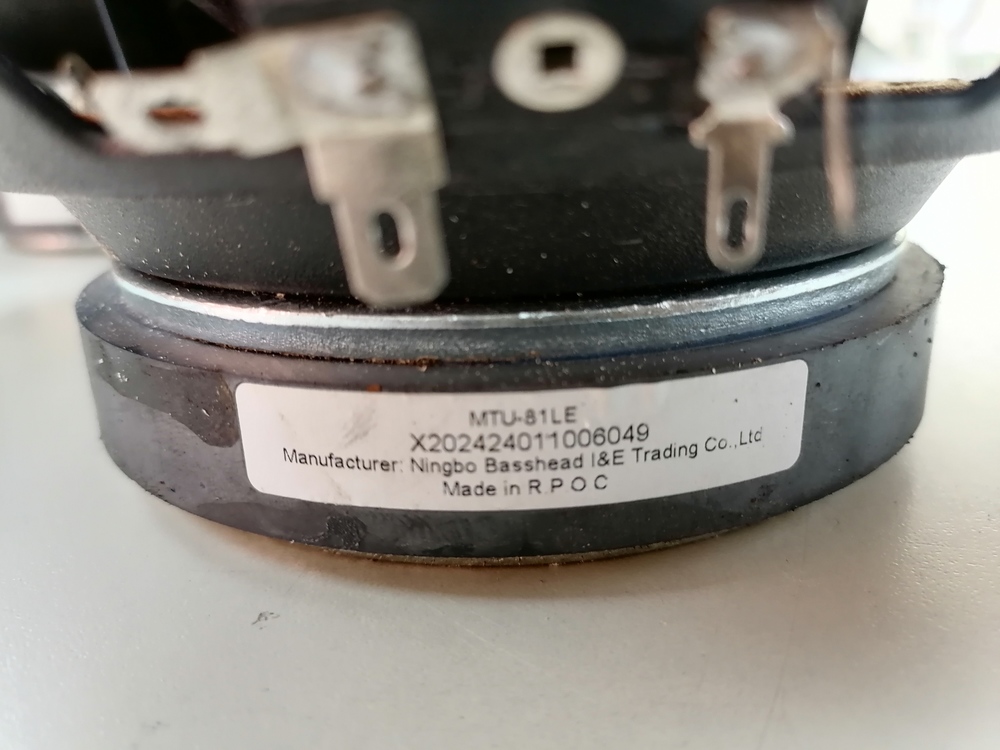 MTU-81LE
X202424011006049
Manufacturer: Ningbo Basshead I&E Trading Co.,Ltd
Made in R.P O C